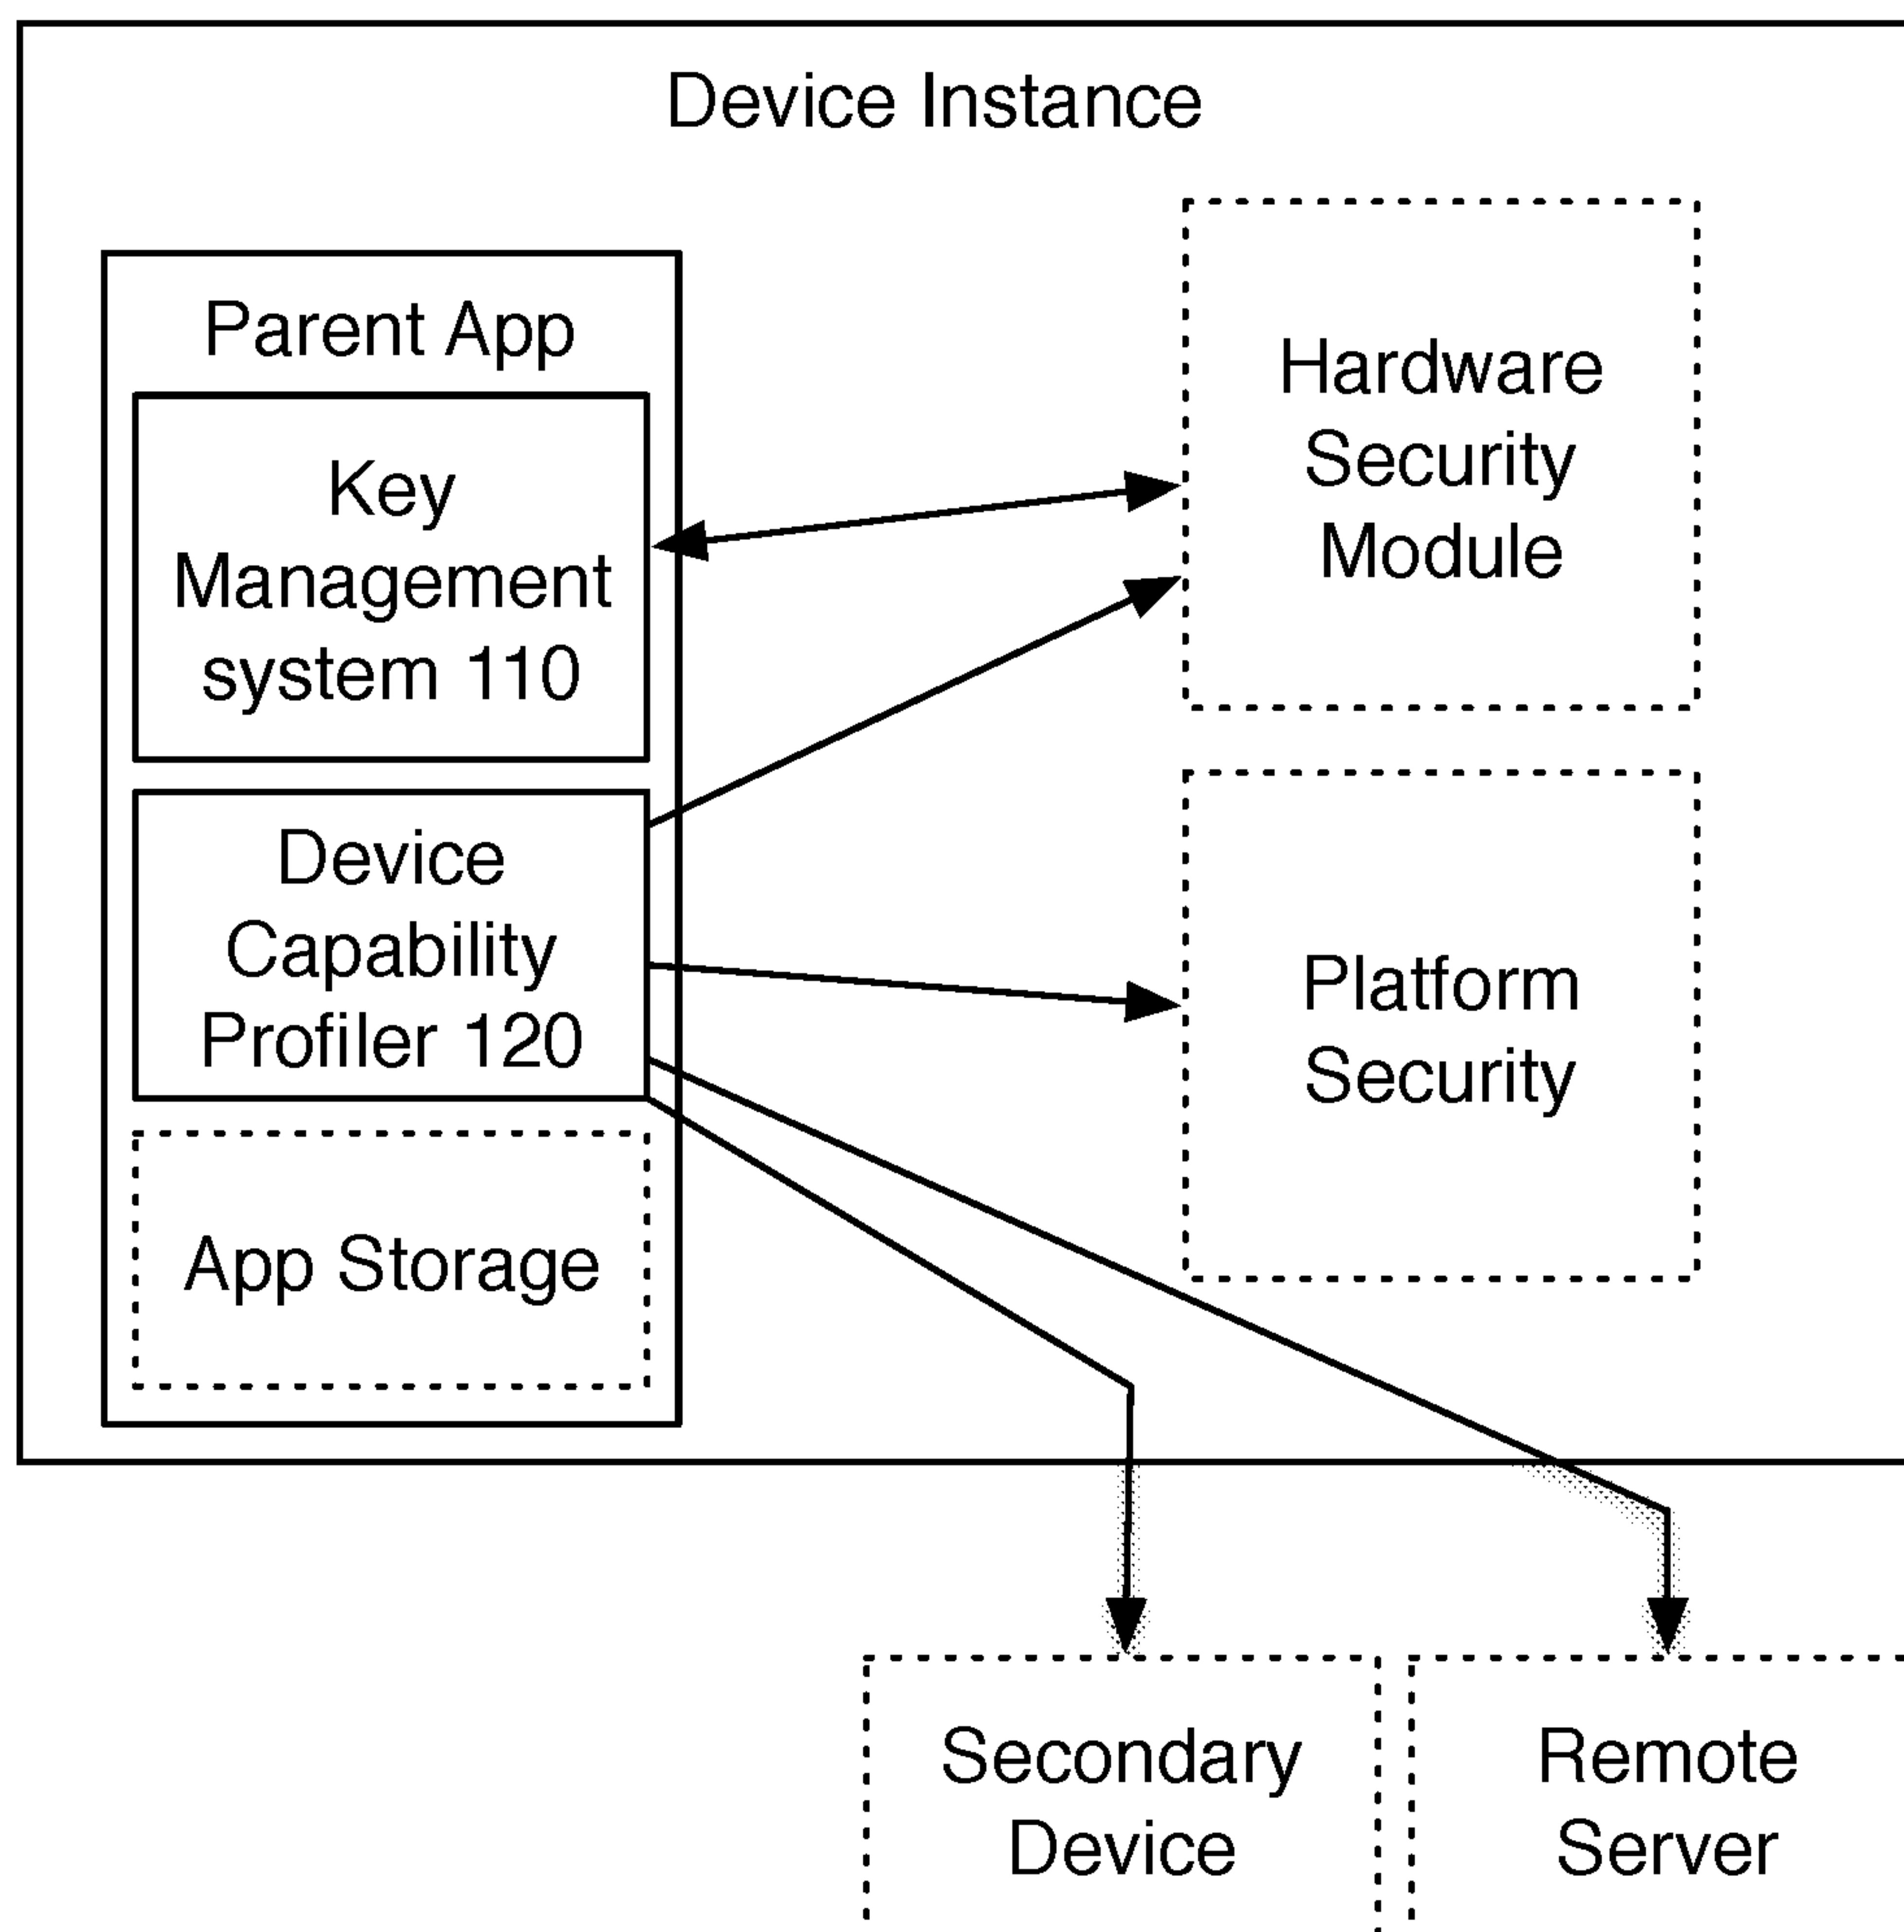 Device Instance
Parent App
Key
Management
system 110
Device
Capability
Profiler 120
App Storage
Hardware
Security
Module
Platform
Security
Secondary
Device
Remote
Server